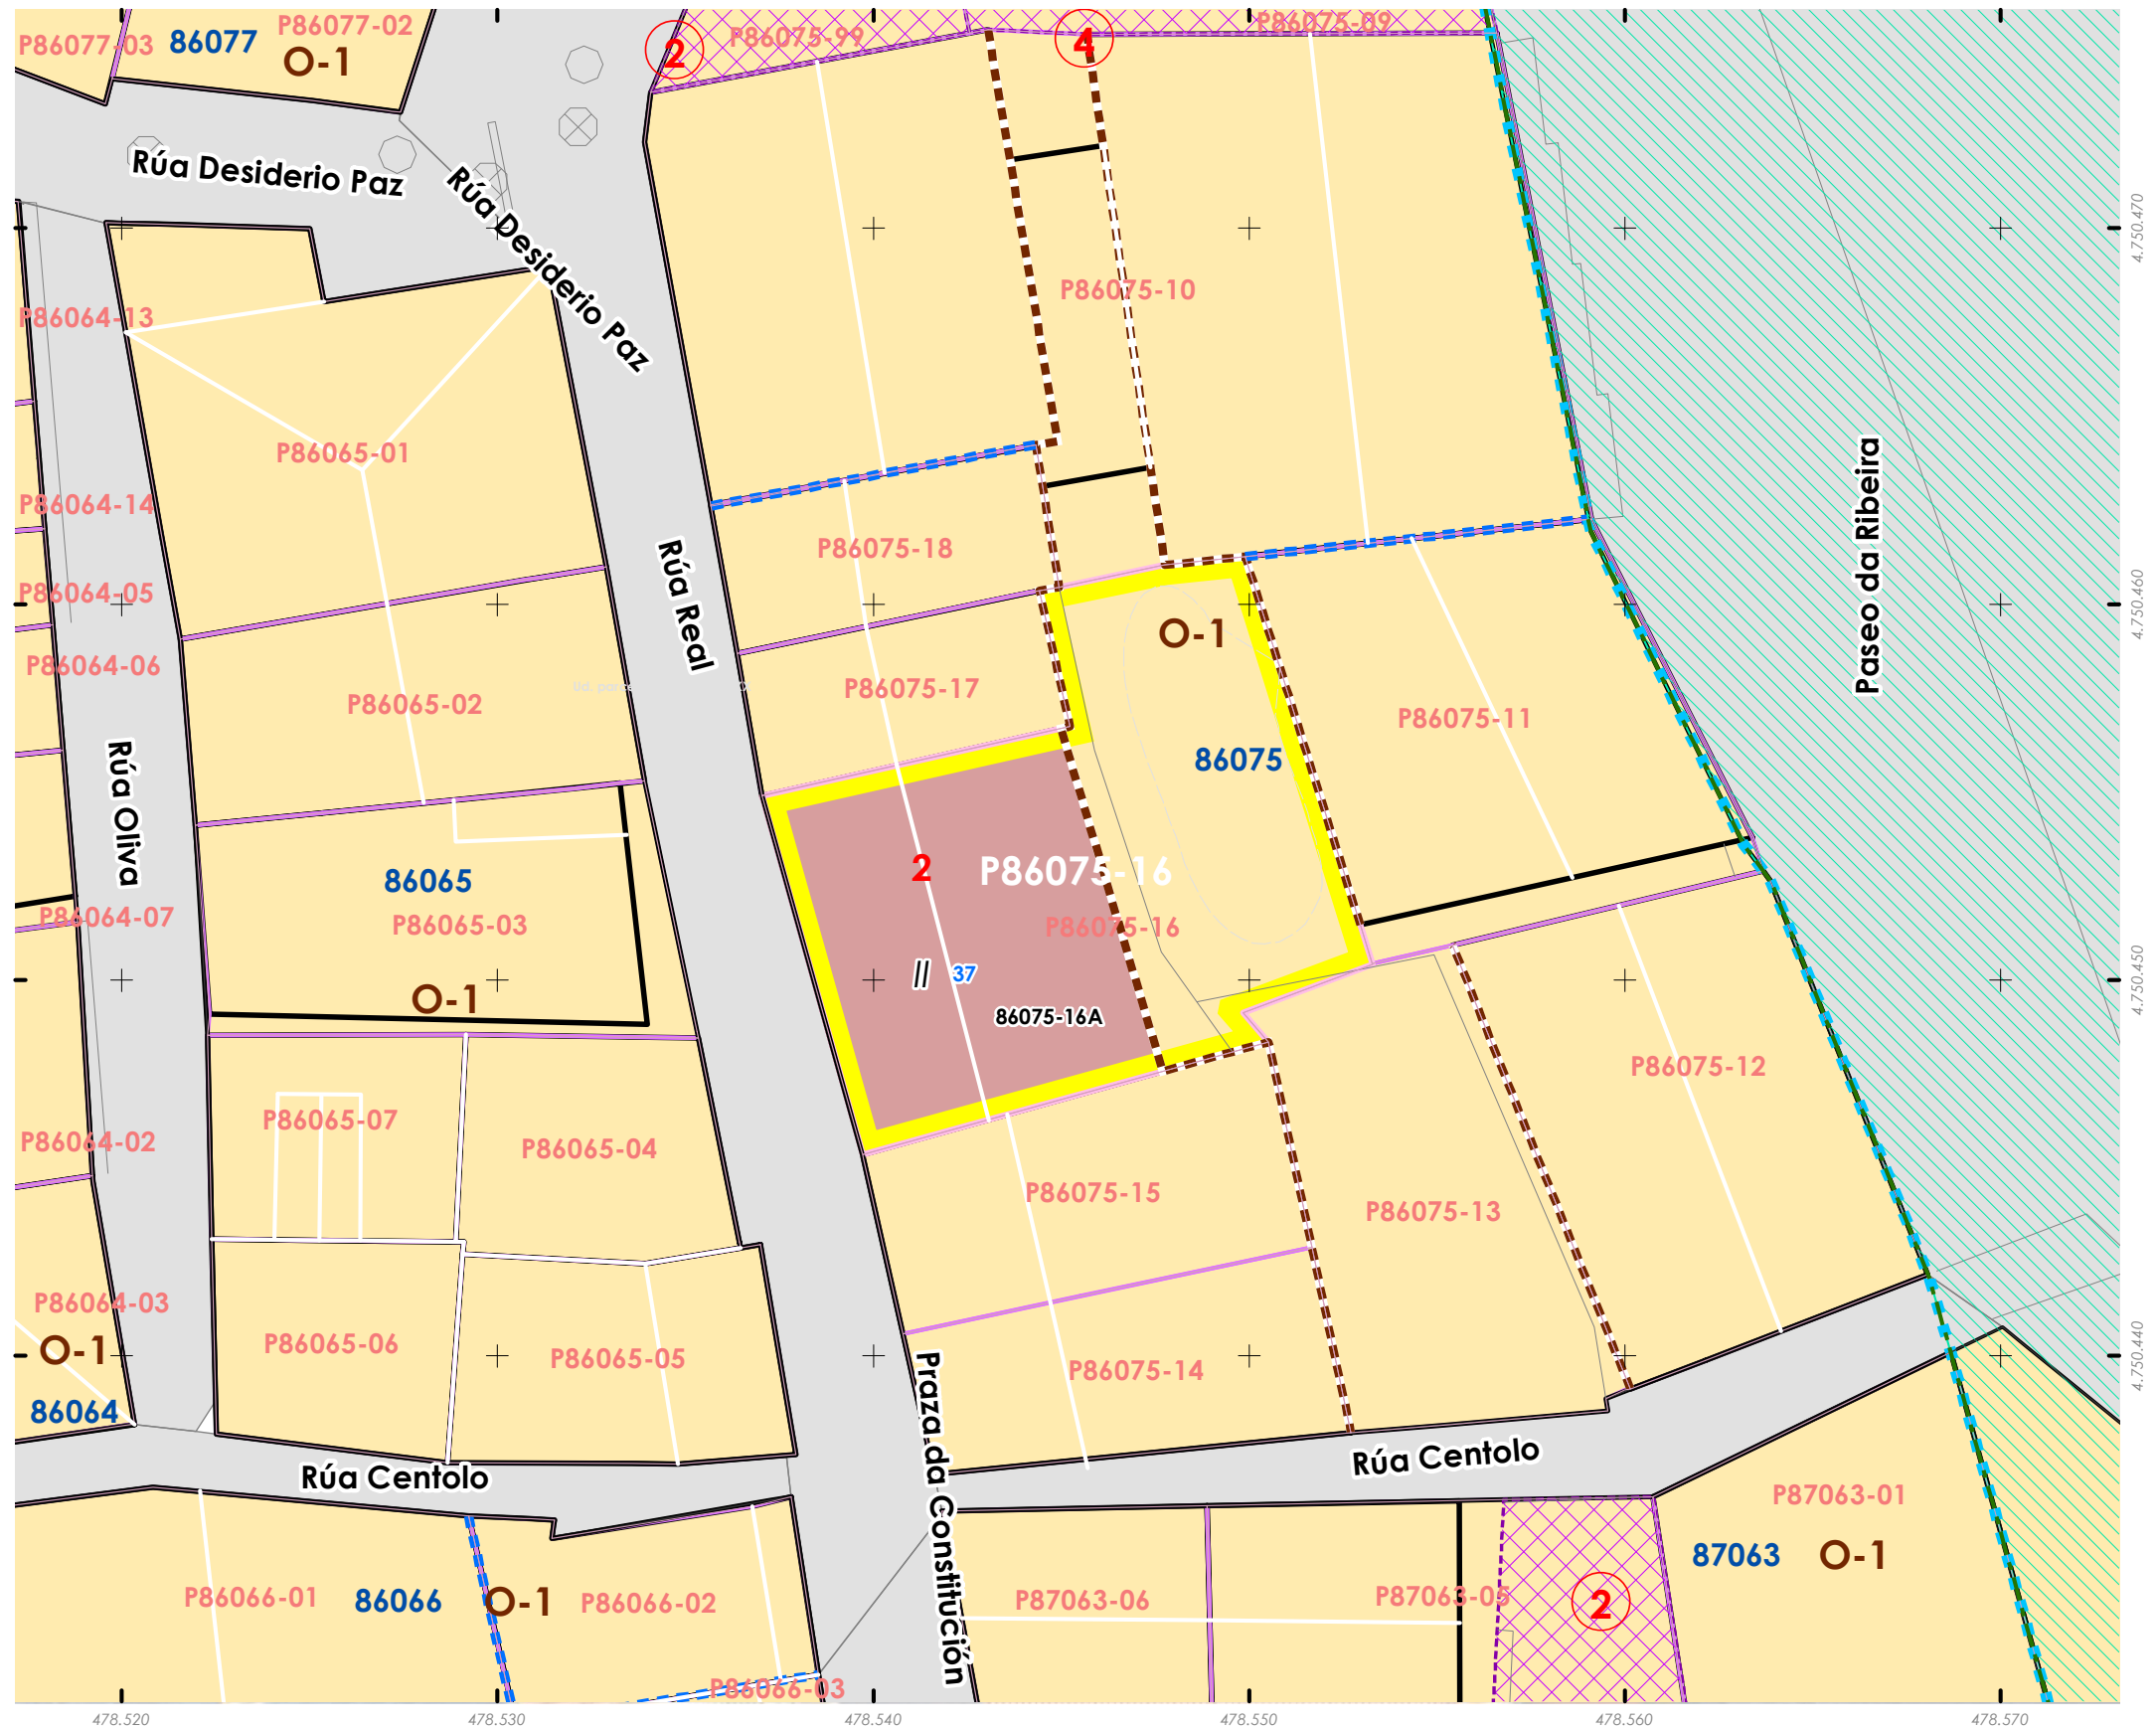 P86077-03
86077
P86077-02
O-1
2
P86075-99
4
P86075-09
Rúa Desiderio Paz
Rúa Desiderio Paz
4.750.470
P86075-10
P86064-13
P86065-01
Paseo da Ribeira
P86064-14
P86075-18
Rúa Real
P86064-05
4.750.460
O-1
P86064-06
P86075-17
P86065-02
P86075-11
86075
Rúa Oliva
2
P86075-16
86065
P86064-07
P86065-03
P86075-16
// 37
O-1
86075-16A
4.750.450
P86075-12
P86065-07
P86064-02
P86065-04
P86075-15
P86075-13
P86064-03
P86065-06
O-1
P86065-05
P86075-14
4.750.440
86064
Praza da Constitución
Rúa Centolo
Rúa Centolo
P87063-01
87063
O-1
P86066-01
86066
O-1
P86066-02
P87063-06
P87063-05
2
P86066-03
478.520
478.530
478.540
478.550
478.560
478.570